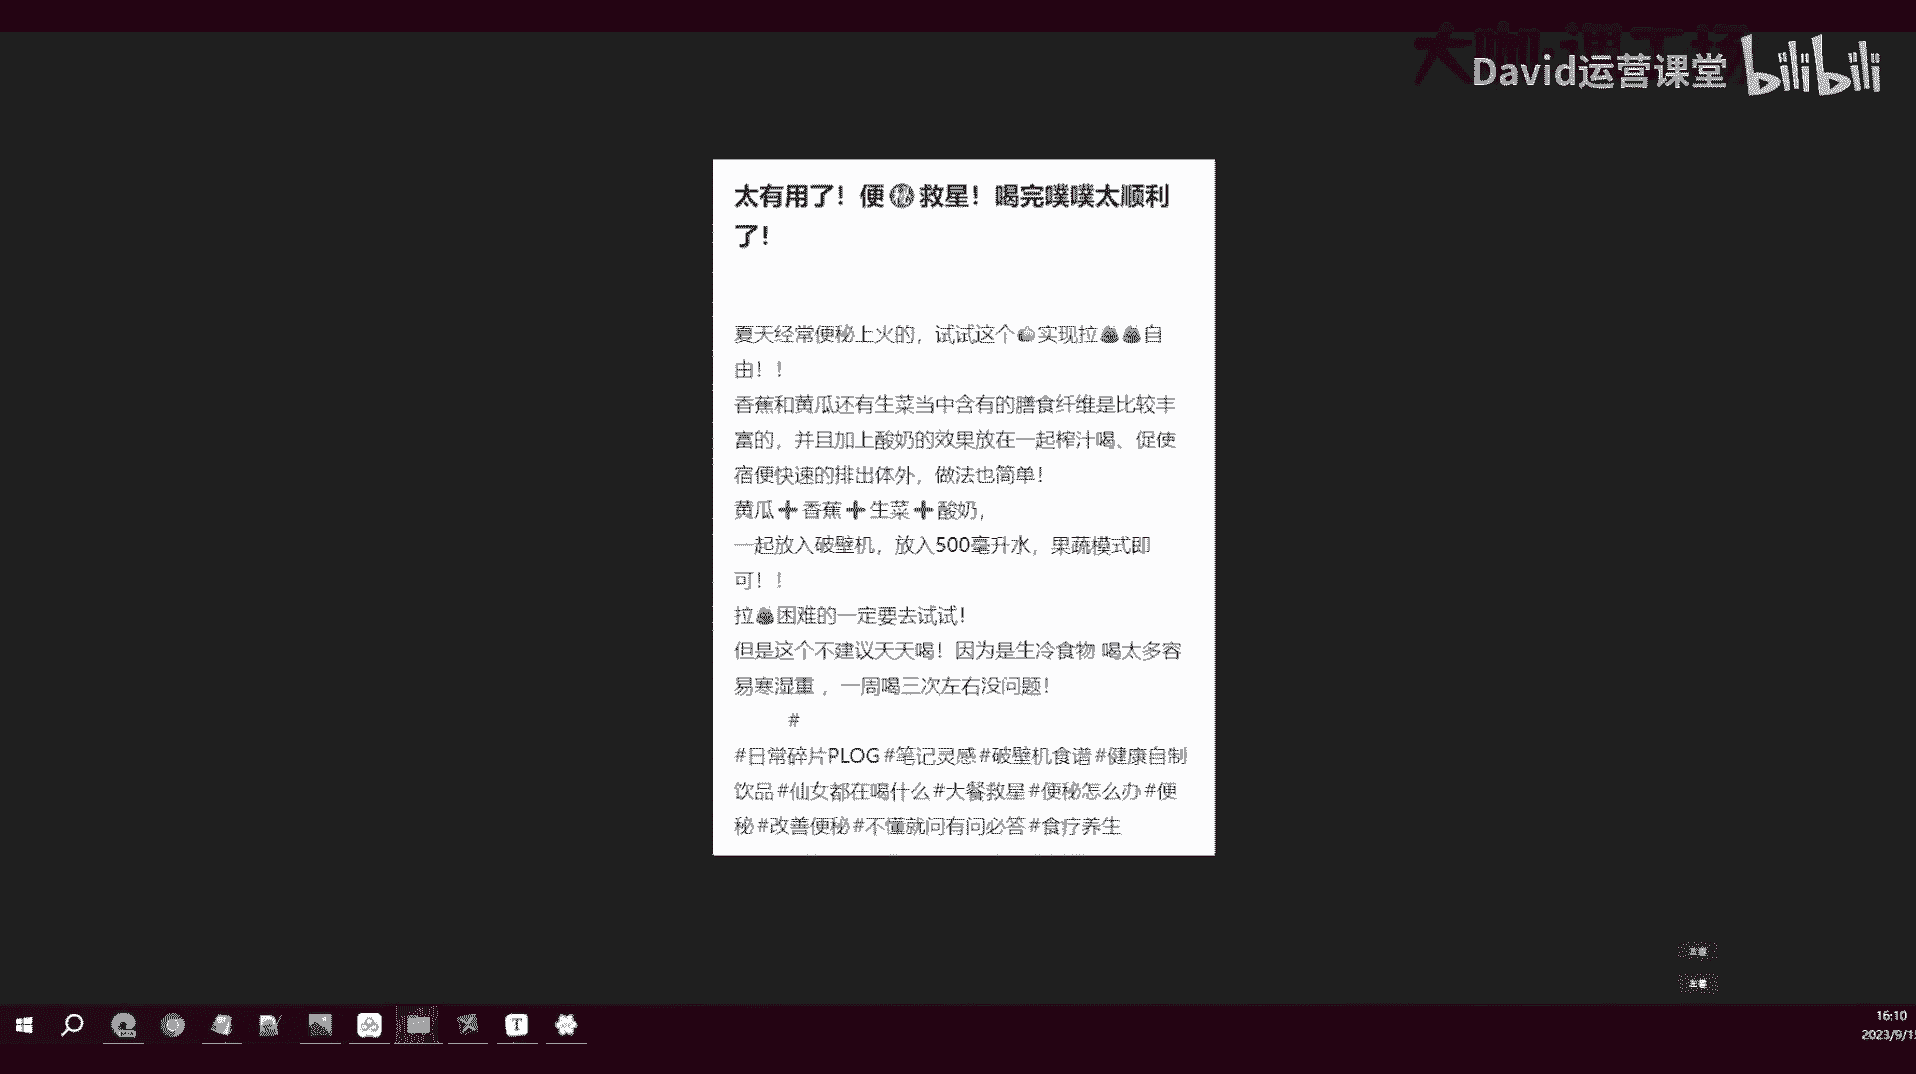 大咖·课工场
David运营课堂 bilibili
太有用了！便㊙救星！喝完噗噗太顺利
了！
夏天经常便秘上火的，试试这个🍅实现拉💩💩自
由！！
香蕉和黄瓜还有生菜当中含有的膳食纤维是比较丰
富的，并且加上酸奶的效果放在一起榨汁喝、促使
宿便快速的排出体外，做法也简单！
黄瓜➕香蕉➕生菜➕酸奶，
一起放入破壁机，放入500毫升水，果蔬模式即
可！！
拉💩困难的一定要去试试！
但是这个不建议天天喝！因为是生冷食物 喝太多容
易寒湿重 ，一周喝三次左右没问题！
#
#日常碎片PLOG #笔记灵感 #破壁机食谱 #健康自制
饮品 #仙女都在喝什么 #大餐救星 #便秘怎么办 #便
秘 #改善便秘 #不懂就问有问必答 #食疗养生
16:10
2023/9/15